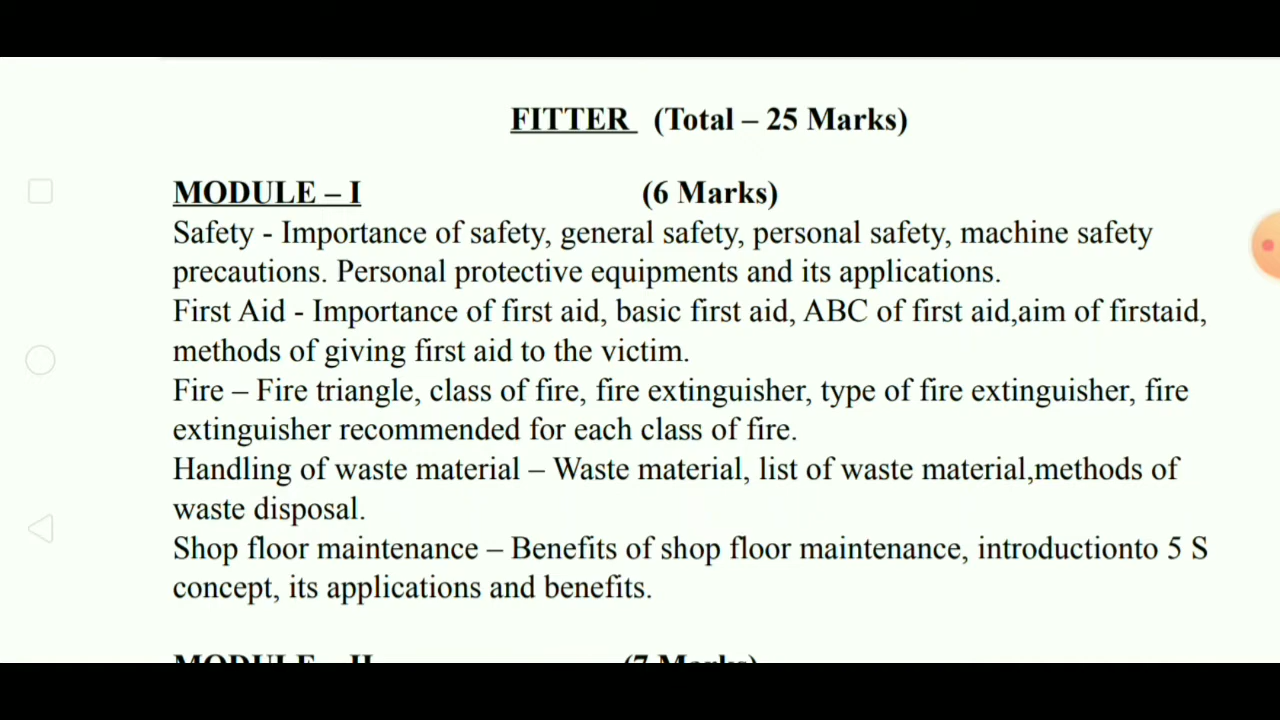 FITTER (Total – 25 Marks)
MODULE – I (6 Marks)
Safety - Importance of safety, general safety, personal safety, machine safety
precautions. Personal protective equipments and its applications.
First Aid - Importance of first aid, basic first aid, ABC of first aid,aim of firstaid,
methods of giving first aid to the victim.
Fire – Fire triangle, class of fire, fire extinguisher, type of fire extinguisher, fire
extinguisher recommended for each class of fire.
Handling of waste material – Waste material, list of waste material,methods of
waste disposal.
Shop floor maintenance – Benefits of shop floor maintenance, introductionto 5 S
concept, its applications and benefits.
MODULE – II (7 Marks)